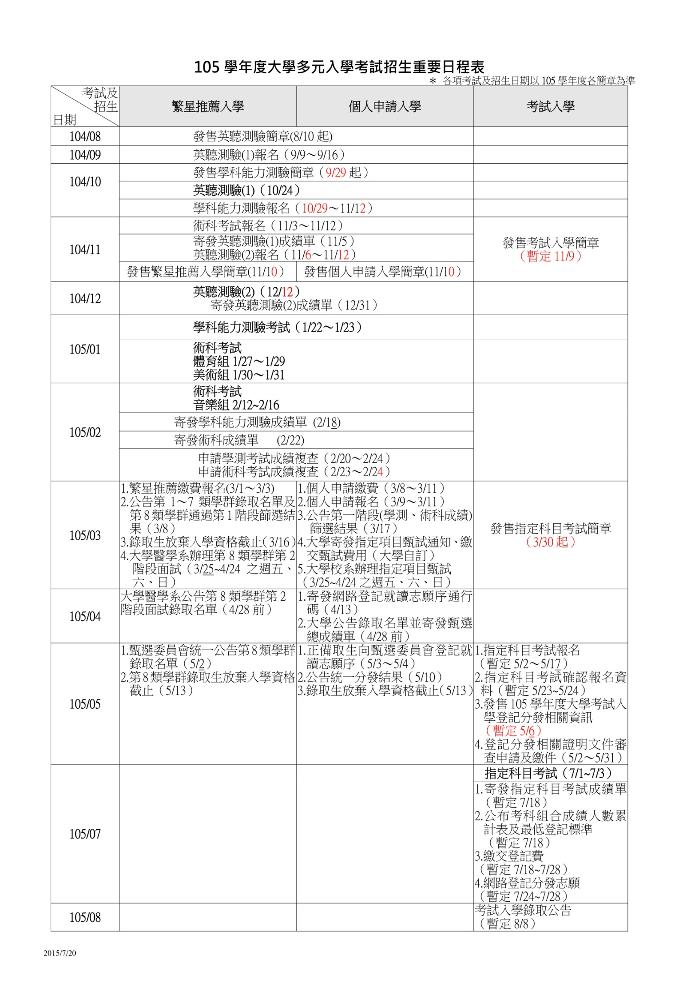 105 學年度大學多元入學考試招生重要日程表
＊ 各項考試及招生日期以 105 學年度各簡章為準
考試及
招生
日期
繁星推薦入學
個人申請入學
考試入學
104/08
發售英聽測驗簡章(8/10 起)
104/09
英聽測驗(1)報名（9/9～9/16）
104/10
發售學科能力測驗簡章（9/29 起）
英聽測驗(1)（10/24）
學科能力測驗報名（10/29～11/12）
104/11
術科考試報名（11/3～11/12）
寄發英聽測驗(1)成績單（11/5）
英聽測驗(2)報名（11/6～11/12）
發售繁星推薦入學簡章(11/10）
發售個人申請入學簡章(11/10）
發售考試入學簡章
（暫定 11/9）
104/12
英聽測驗(2)（12/12）
寄發英聽測驗(2)成績單（12/31）
105/01
學科能力測驗考試（1/22～1/23）
術科考試
體育組 1/27～1/29
美術組 1/30～1/31
105/02
術科考試
音樂組 2/12~2/16
寄發學科能力測驗成績單 (2/18)
寄發術科成績單 (2/22)
申請學測考試成績複查（2/20～2/24）
申請術科考試成績複查（2/23～2/24）
105/03
1.繁星推薦繳費報名(3/1～3/3)
2.公告第 1～7 類學群錄取名單及
第 8 類學群通過第 1 階段篩選結
果（3/8）
3.錄取生放棄入學資格截止（3/16）
4.大學醫學系辦理第 8 類學群第 2
階段面試（3/25~4/24 之週五、
六、日）
1.個人申請繳費（3/8～3/11）
2.個人申請報名（3/9～3/11）
3.公告第一階段(學測、術科成績)
篩選結果（3/17）
4.大學寄發指定項目甄試通知、繳
交甄試費用（大學自訂）
5.大學校系辦理指定項目甄試
（3/25~4/24 之週五、六、日）
發售指定科目考試簡章
（3/30 起）
105/04
大學醫學系公告第 8 類學群第 2
階段面試錄取名單（4/28 前）
1.寄發網路登記就讀志願序通行
碼（4/13）
2.大學公告錄取名單並寄發甄選
總成績單（4/28 前）
105/05
1.甄選委員會統一公告第 8 類學群
錄取名單（5/2）
2.第 8 類學群錄取生放棄入學資格
截止（5/13）
1.正備取生向甄選委員會登記就
讀志願序（5/3～5/4）
2.公告統一分發結果（5/10）
3.錄取生放棄入學資格截止（5/13）
1.指定科目考試報名
（暫定 5/2～5/17）
2.指定科目考試確認報名資
料（暫定 5/23~5/24）
3.發售 105 學年度大學考試入
學登記分發相關資訊
（暫定 5/6）
4.登記分發相關證明文件審
查申請及繳件（5/2～5/31）
105/07
指定科目考試（7/1~7/3）
1.寄發指定科目考試成績單
（暫定 7/18）
2.公布考科組合成績人數累
計表及最低登記標準
（暫定 7/18）
3.繳交登記費
（暫定 7/18~7/28）
4.網路登記分發志願
（暫定 7/24~7/28）
105/08
考試入學錄取公告
（暫定 8/8）
2015/7/20